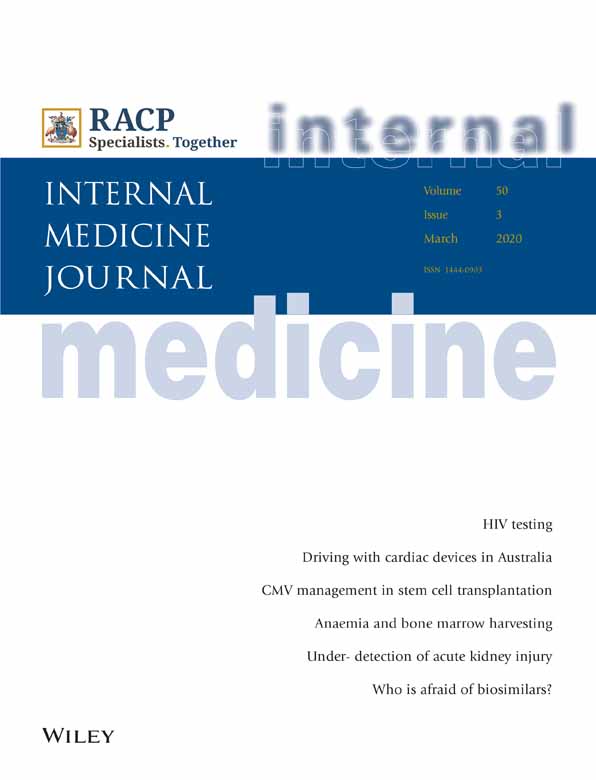 RACP
Specialists. Together
internal
internal
INTERNAL
MEDICINE
JOURNAL
Volume 50
Issue 3
March 2020
ISSN 1444-0903
medicine
HIV testing
Driving with cardiac devices in Australia
CMV management in stem cell transplantation
Anaemia and bone marrow harvesting
Under- detection of acute kidney injury
Who is afraid of biosimilars?
WILEY